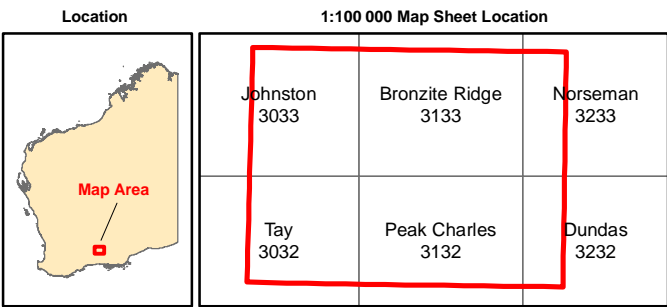 Location
1:100 000 Map Sheet Location
Map Area
Johnston
3033
Bronzite Ridge
3133
Norseman
3233
Tay
3032
Peak Charles
3132
Dundas
3232